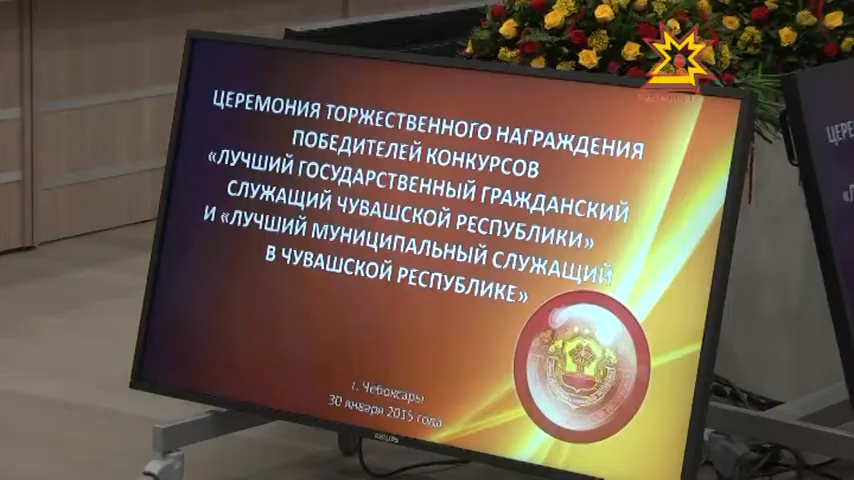 ЦЕРЕМОНИЯ ТОРЖЕСТВЕННОГО НАГРАЖДЕНИЯ
ПОБЕДИТЕЛЕЙ КОНКУРСОВ
«ЛУЧШИЙ ГОСУДАРСТВЕННЫЙ ГРАЖДАНСКИЙ
СЛУЖАЩИЙ ЧУВАШСКОЙ РЕСПУБЛИКИ»
И «ЛУЧШИЙ МУНИЦИПАЛЬНЫЙ СЛУЖАЩИЙ
В ЧУВАШСКОЙ РЕСПУБЛИКЕ»
г. Чебоксары
30 января 2015 года
PHILIPS